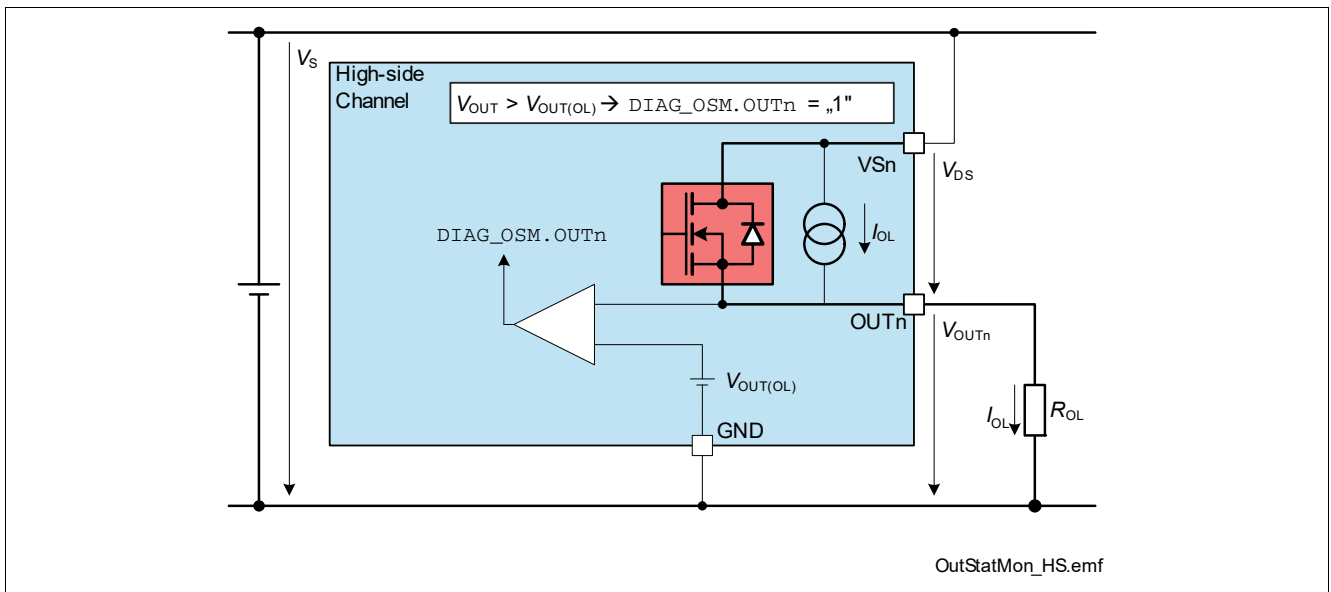 VS
High-side
Channel
VOUT > VOUT(OL) → DIAG_OSM.OUTn = „1"
VSn
VDS
IOL
DIAG_OSM.OUTn
OUTn
VOUTn
VOUT(OL)
IOL
ROL
GND
OutStatMon_HS.emf